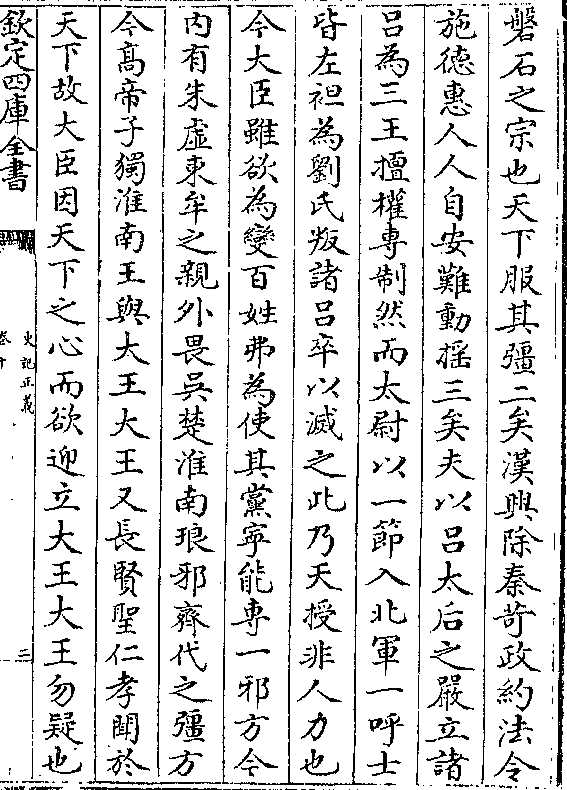 磐石之宗也天下服其彊二矣漢興除秦苛政約法令
施德惠人人自安難動揺三矣夫以吕太后之嚴立諸
吕為三王擅權專制然而太尉以一節入北軍一呼士
皆左袒為劉氏叛諸吕卒以滅之此乃天授非人力也
今大臣雖欲為變百姓弗為使其黨寜能專一邪方今
内有朱虚東牟之親外畏吳楚淮南琅邪齊代之彊方
今髙帝子獨淮南王與大王大王又長賢聖仁孝聞於
天下故大臣因天下之心而欲迎立大王大王勿疑也
欽定四庫全書
史記正義
卷十
三